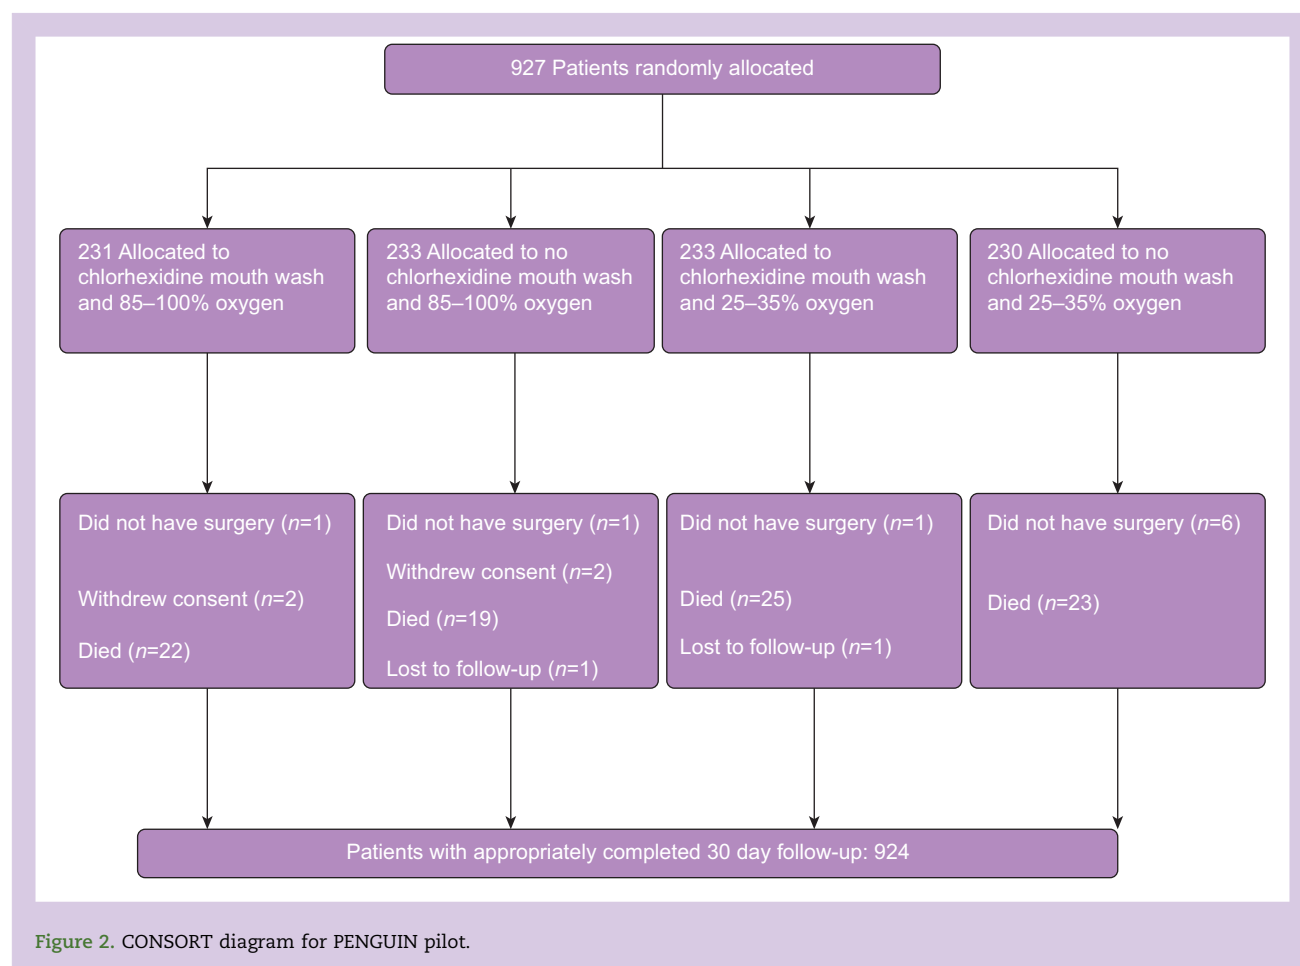 927 Patients randomly allocated
231 Allocated to
chlorhexidine mouth wash
and 85–100% oxygen
233 Allocated to no
chlorhexidine mouth wash
and 85–100% oxygen
233 Allocated to
chlorhexidine mouth wash
and 25–35% oxygen
230 Allocated to no
chlorhexidine mouth wash
and 25–35% oxygen
Did not have surgery (n=1)
Withdrew consent (n=2)
Died (n=22)
Did not have surgery (n=1)
Withdrew consent (n=2)
Died (n=19)
Lost to follow-up (n=1)
Did not have surgery (n=1)
Died (n=25)
Lost to follow-up (n=1)
Did not have surgery (n=6)
Died (n=23)
Patients with appropriately completed 30 day follow-up: 924
Figure 2. CONSORT diagram for PENGUIN pilot.